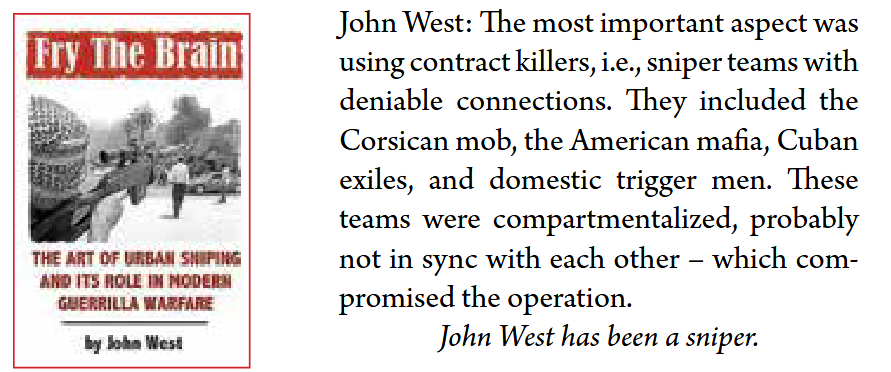 Fry The Brain
THE ART OF URBAN SNIPING
AND ITS ROLE IN MODERN
GUERRILLA WARFARE
by John West
John West: The most important aspect was
using contract killers, i.e., sniper teams with
deniable connections. They included the
Corsican mob, the American mafia, Cuban
exiles, and domestic trigger men. These
teams were compartmentalized, probably
not in sync with each other – which com-
promised the operation.
John West has been a sniper.